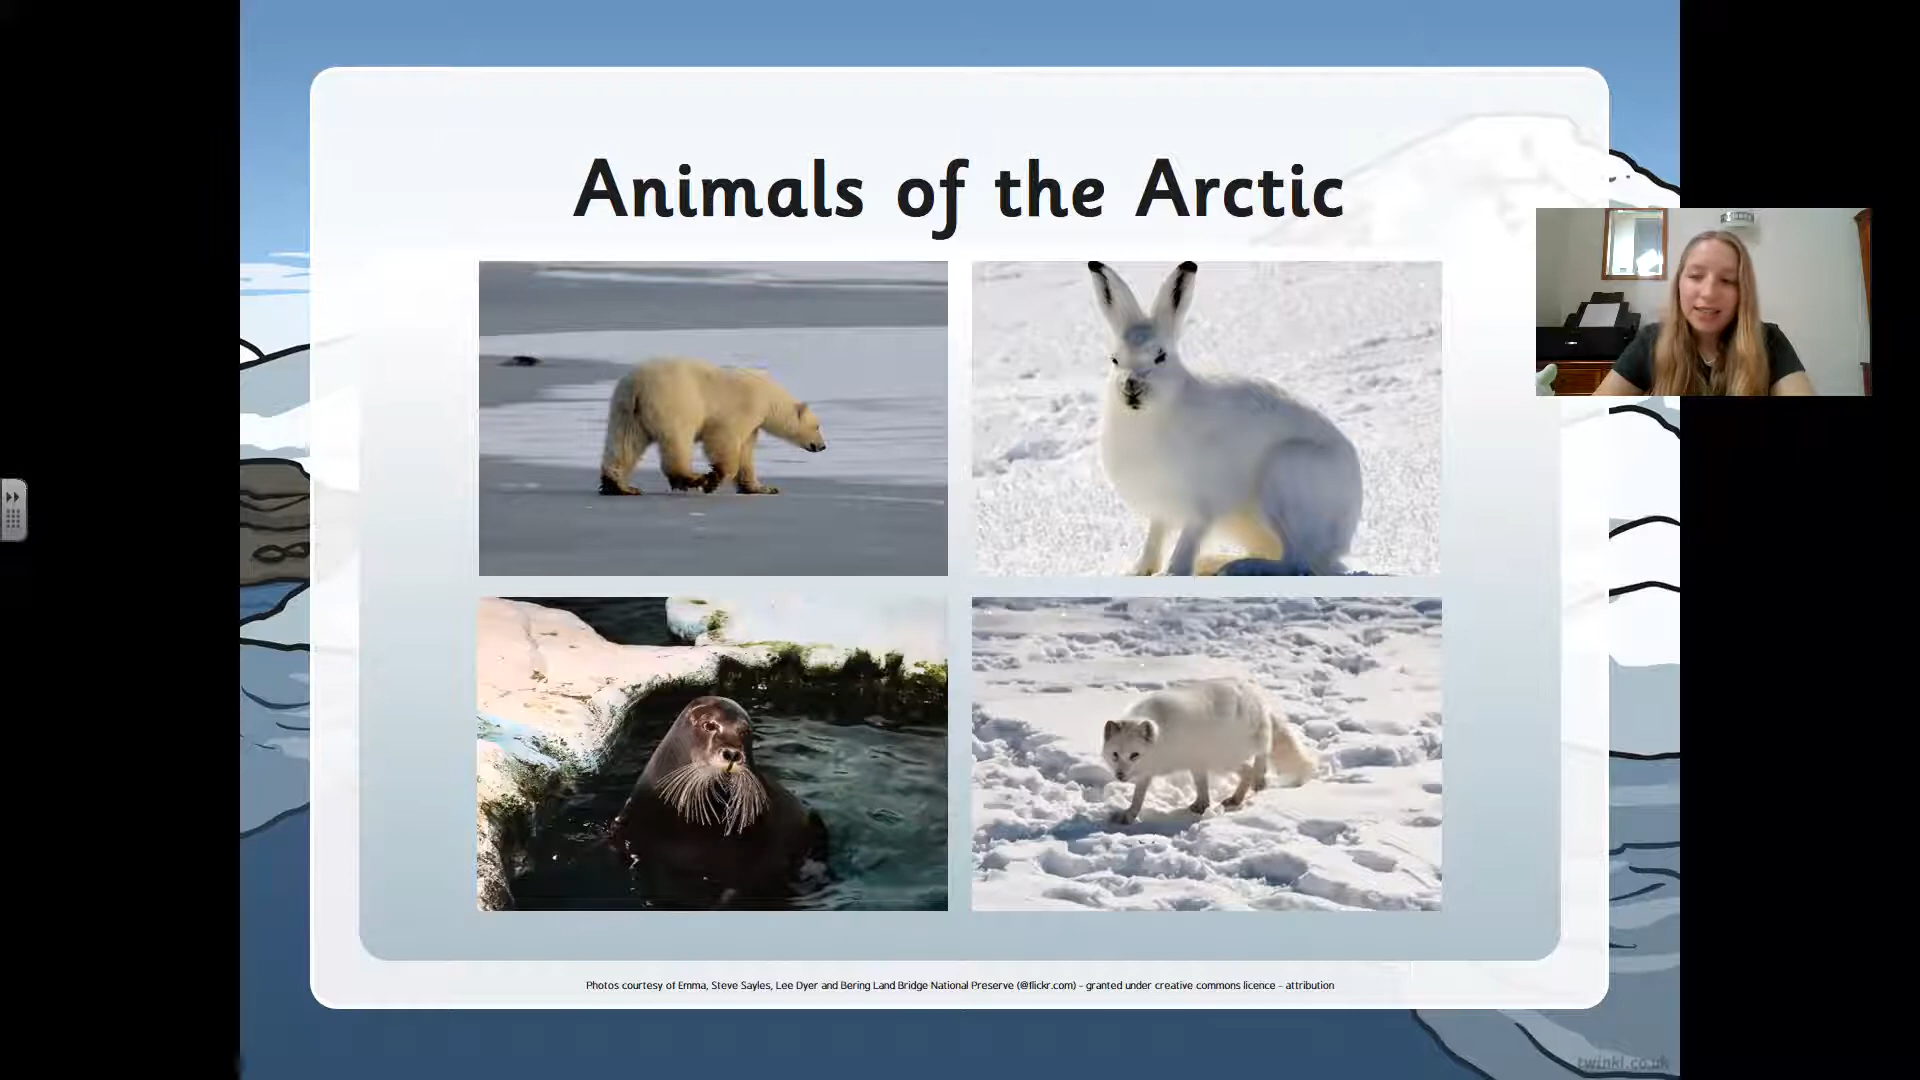 Animals of the Arctic
Photos courtesy of Emma, Steve Sayles, Lee Dyer and Bering Land Bridge National Preserve (@flickr.com) - granted under creative commons licence - attribution
twinkl.co.uk